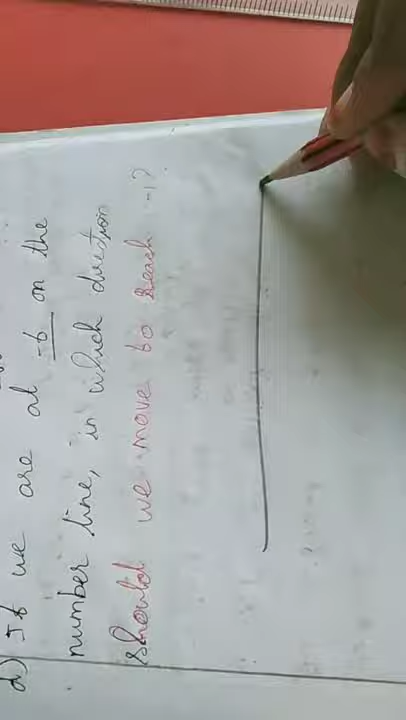 d) If we are at -6 on the
number line, in which direction
should we move to reach -1?